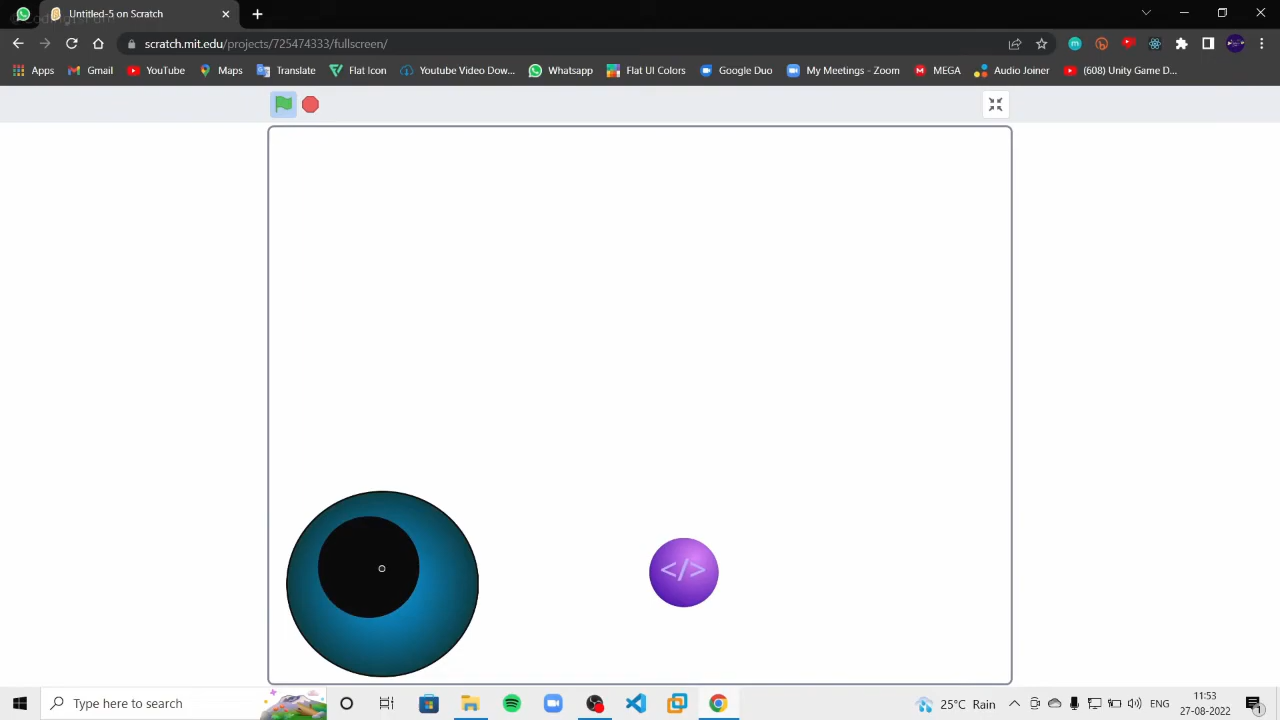 Untitled-5 on Scratch
scratch.mit.edu/projects/725474333/fullscreen/
Apps Gmail YouTube Maps Translate Flat Icon Youtube Video Dow... Whatsapp Flat UI Colors Google Duo My Meetings - Zoom MEGA Audio Joiner (608) Unity Game D...
</>
Type here to search
25°C Rain ENG 11:53
27-08-2022 1